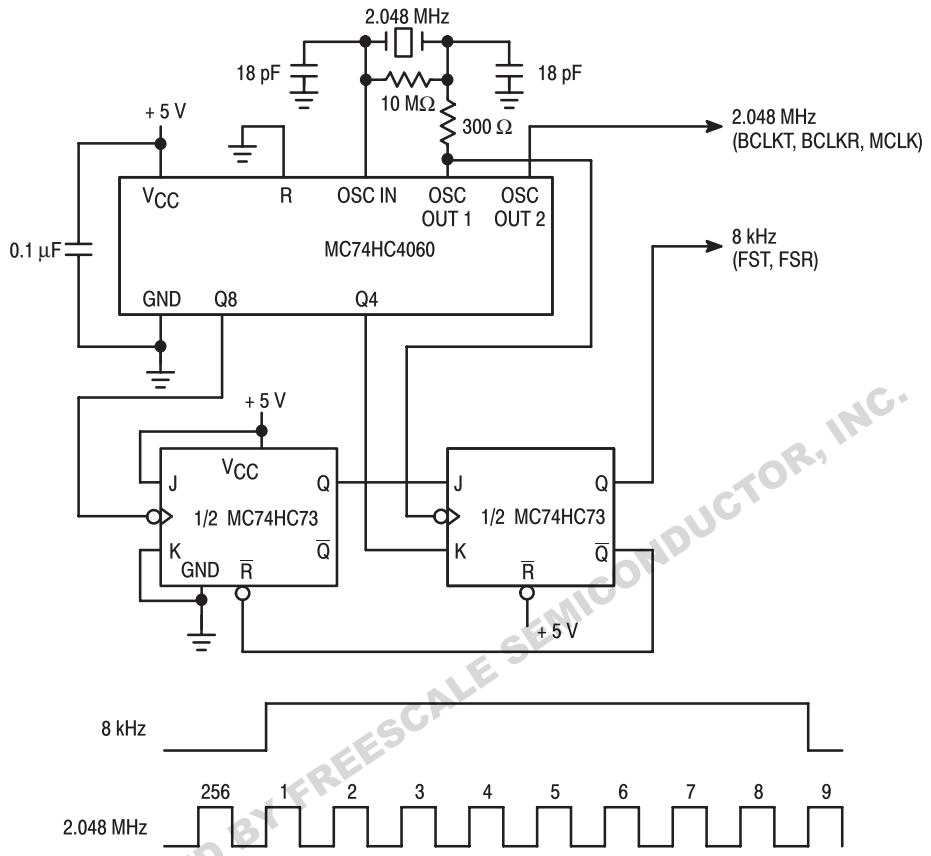 2.048 MHz
18 pF
18 pF
10 MΩ
300 Ω
+ 5 V
2.048 MHz
(BCLKT, BCLKR, MCLK)
VCC
R
OSC IN
OSC
OUT 1
OSC
OUT 2
0.1 µF
MC74HC4060
8 kHz
(FST, FSR)
GND
Q8
Q4
+ 5 V
VCC
J
Q
1/2 MC74HC73
K
Q̅
GND
R̅
J
Q
1/2 MC74HC73
K
Q̅
R̅
+ 5 V
BY FREESCALE SEMICONDUCTOR, INC.
8 kHz
256 1 2 3 4 5 6 7 8 9
2.048 MHz